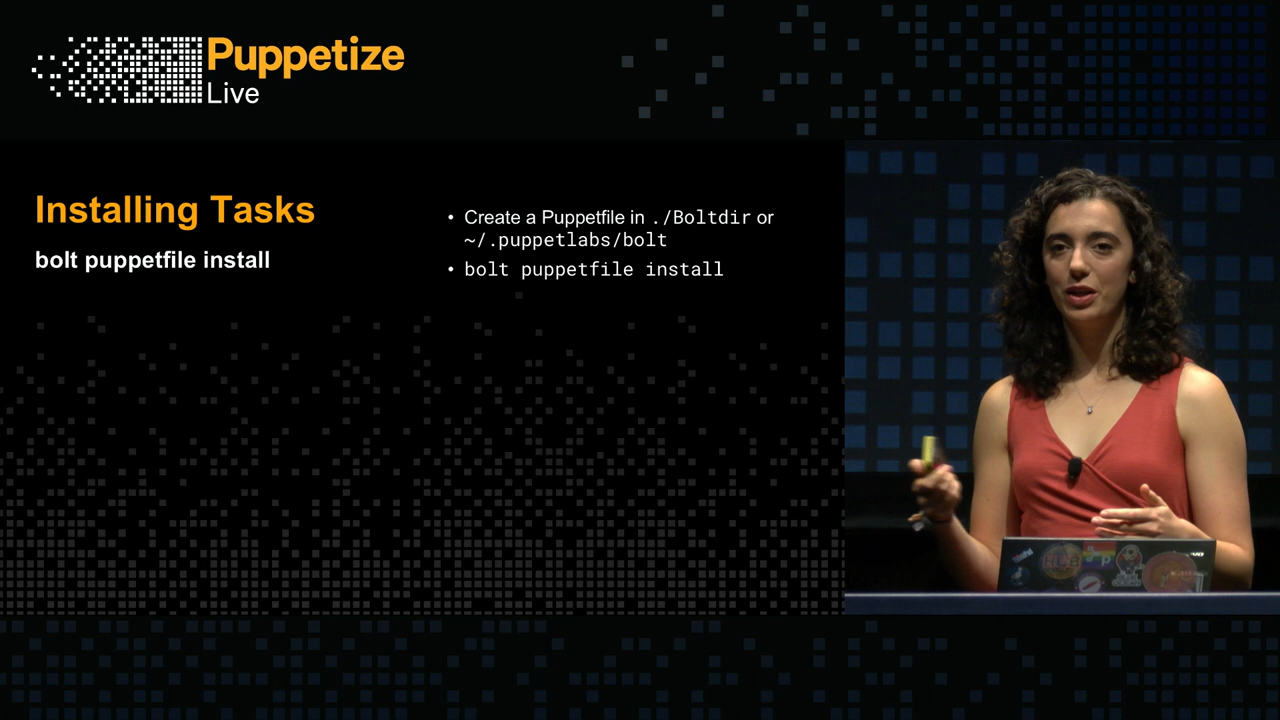 Puppetize
Live
Installing Tasks
bolt puppetfile install
• Create a Puppetfile in ./Boltdir or
~/.puppetlabs/bolt
• bolt puppetfile install